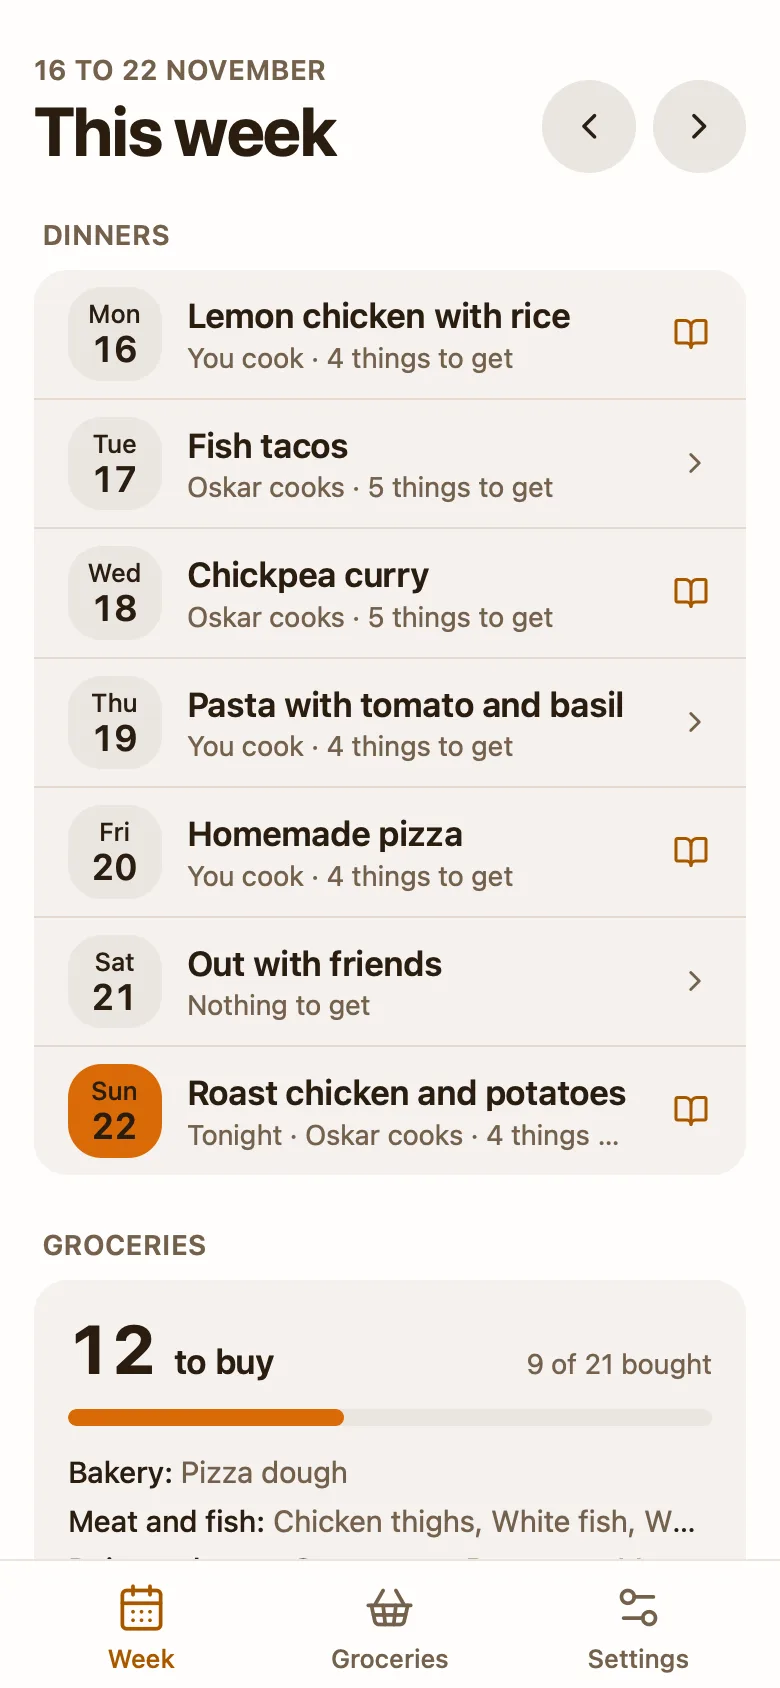 16 TO 22 NOVEMBER
This week
DINNERS
Mon
16
Lemon chicken with rice
You cook · 4 things to get
Tue
17
Fish tacos
Oskar cooks · 5 things to get
Wed
18
Chickpea curry
Oskar cooks · 5 things to get
Thu
19
Pasta with tomato and basil
You cook · 4 things to get
Fri
20
Homemade pizza
You cook · 4 things to get
Sat
21
Out with friends
Nothing to get
Sun
22
Roast chicken and potatoes
Tonight · Oskar cooks · 4 things ...
GROCERIES
12 to buy
9 of 21 bought
Bakery: Pizza dough
Meat and fish: Chicken thighs, White fish, W...
Week
Groceries
Settings